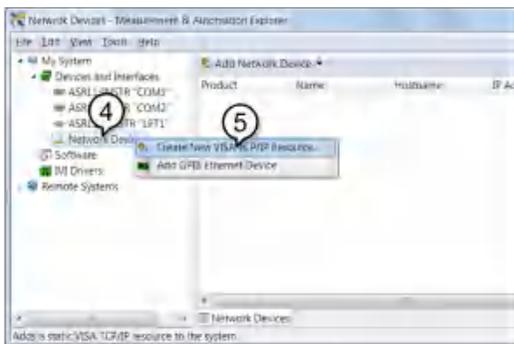 Network Devices - Measurement & Automation Explorer
File Edit View Tools Help
My System
Devices and Interfaces
"COM1"
"COM2"
"LPT1"
Network Devices
Software
IVI Drivers
Remote Systems
Add Network Device
Product Name Hostname IP Ad
4
5
Create New VISA TCP/IP Resource...
Add GPIB Ethernet Device
Network Devices
Adds a static VISA TCP/IP resource to the system.